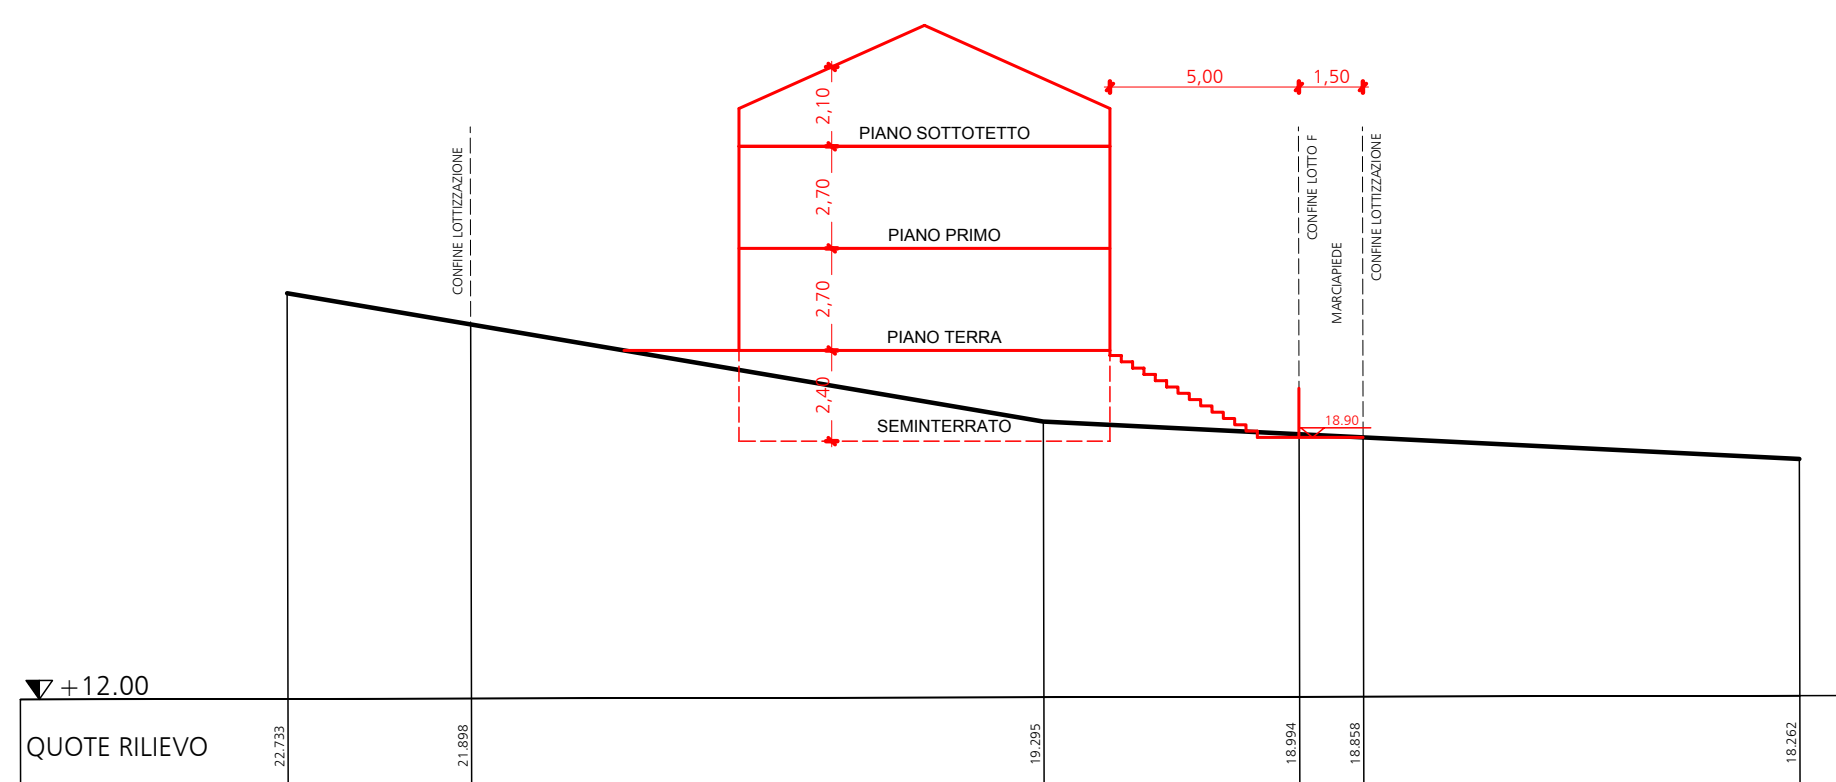 5,00
1,50
2,10
PIANO SOTTOTETTO
CONFINE LOTTIZZAZIONE
CONFINE LOTTO F
MARCIAPIEDE
CONFINE LOTTIZZAZIONE
2,70
PIANO PRIMO
2,70
PIANO TERRA
2,40
SEMINTERRATO
18.90
+12.00
QUOTE RILIEVO
22.733
21.898
19.295
18.994
18.858
18.262